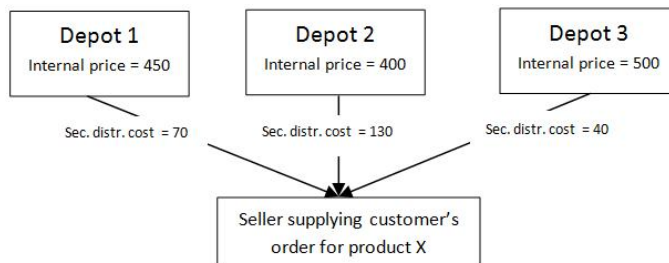 Depot 1
Internal price = 450
Depot 2
Internal price = 400
Depot 3
Internal price = 500
Sec. distr. cost = 70
Sec. distr. cost = 130
Sec. distr. cost = 40
Seller supplying customer's
order for product X